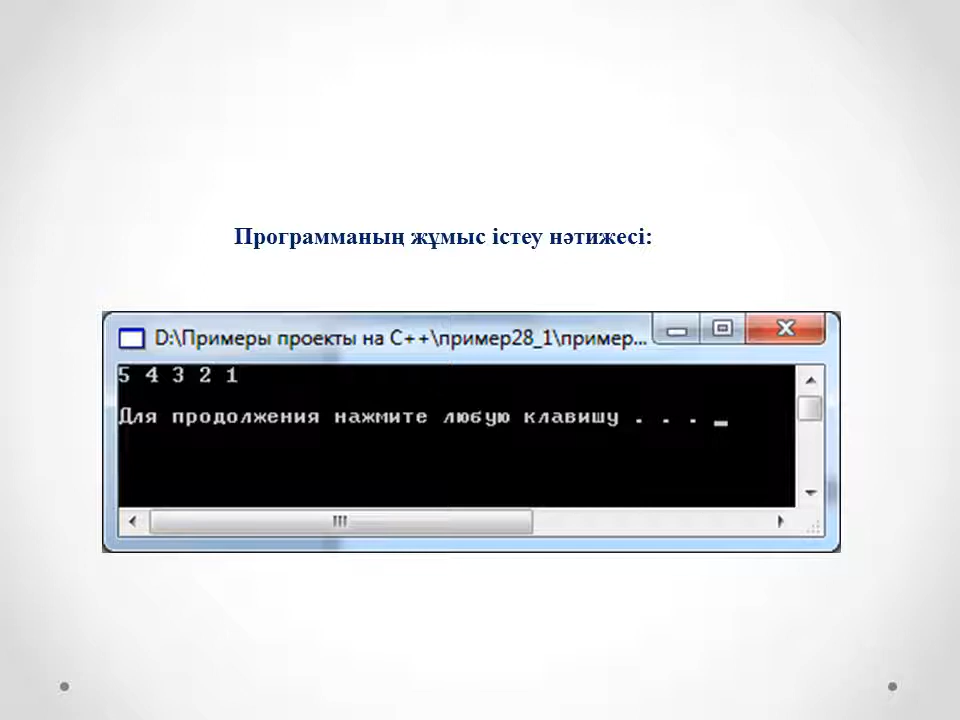 Программаның жұмыс істеу нәтижесі:
D:\Примеры проекты на C++\пример28_1\пример...
5 4 3 2 1
Для продолжения нажмите любую клавишу . . . _